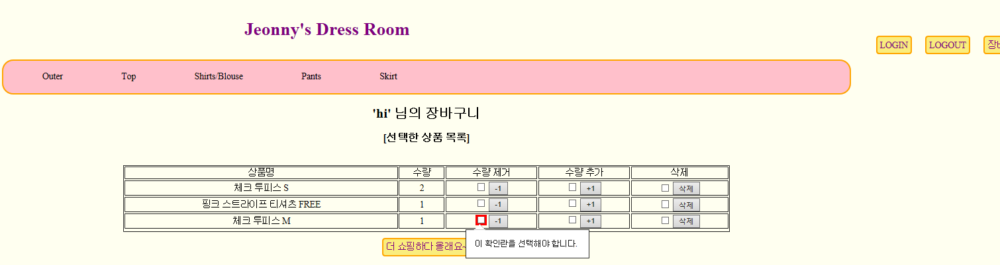 Jeonny's Dress Room
LOGIN LOGOUT
Outer Top Shirts/Blouse Pants Skirt
'hi' 님의 장바구니
[선택한 상품 목록]
상품명 수량 수량 제거 수량 추가 삭제
체크 투피스 S 2 -1 +1 삭제
핑크 스트라이프 티셔츠 FREE 1 -1 +1 삭제
체크 투피스 M 1 -1 +1 삭제
더 쇼핑하다 올래요~
이 확인란을 선택해야 합니다.